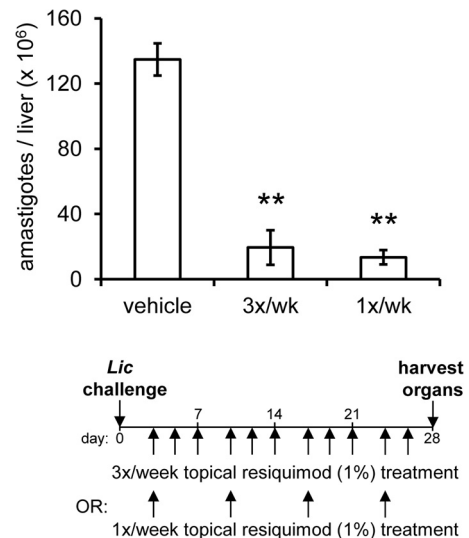 amastigotes / liver (x 10⁶)
160
120
80
40
0
**
**
vehicle
3x/wk
1x/wk
Lic
challenge
harvest
organs
7
14
21
day: 0
28
3x/week topical resiquimod (1%) treatment
OR:
1x/week topical resiquimod (1%) treatment